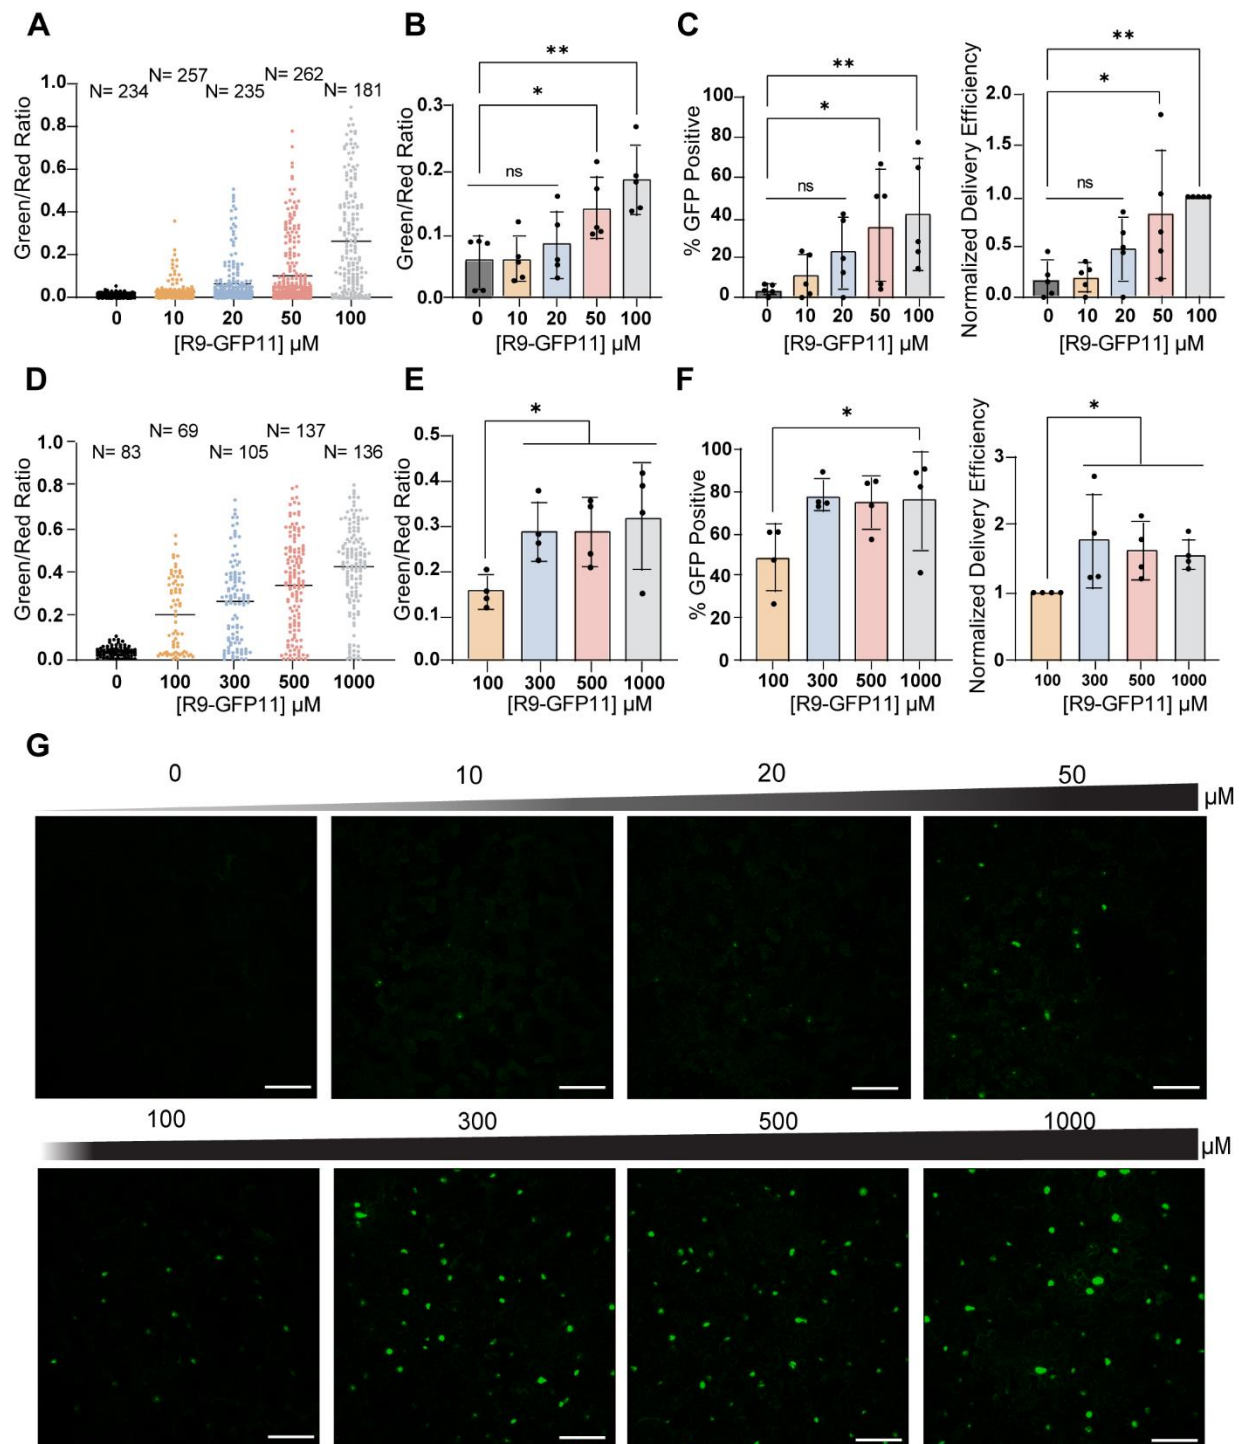 A
N= 234
N= 257
N= 235
N= 262
N= 181
Green/Red Ratio
1.0
0.8
0.6
0.4
0.2
0.0
0 10 20 50 100
[R9-GFP11] µM
B
**
*
ns
Green/Red Ratio
0.3
0.2
0.1
0.0
0 10 20 50 100
[R9-GFP11] µM
C
**
*
ns
% GFP Positive
100
80
60
40
20
0
0 10 20 50 100
[R9-GFP11] µM
**
*
ns
Normalized Delivery Efficiency
2.0
1.5
1.0
0.5
0.0
0 10 20 50 100
[R9-GFP11] µM
D
N= 83
N= 69
N= 105
N= 137
N= 136
Green/Red Ratio
1.0
0.8
0.6
0.4
0.2
0.0
0 100 300 500 1000
[R9-GFP11] µM
E
*
Green/Red Ratio
0.5
0.4
0.3
0.2
0.1
0.0
100 300 500 1000
[R9-GFP11] µM
F
*
% GFP Positive
100
80
60
40
20
0
100 300 500 1000
[R9-GFP11] µM
*
Normalized Delivery Efficiency
3
2
1
0
100 300 500 1000
[R9-GFP11] µM
G
0 10 20 50
µM
100 300 500 1000
µM